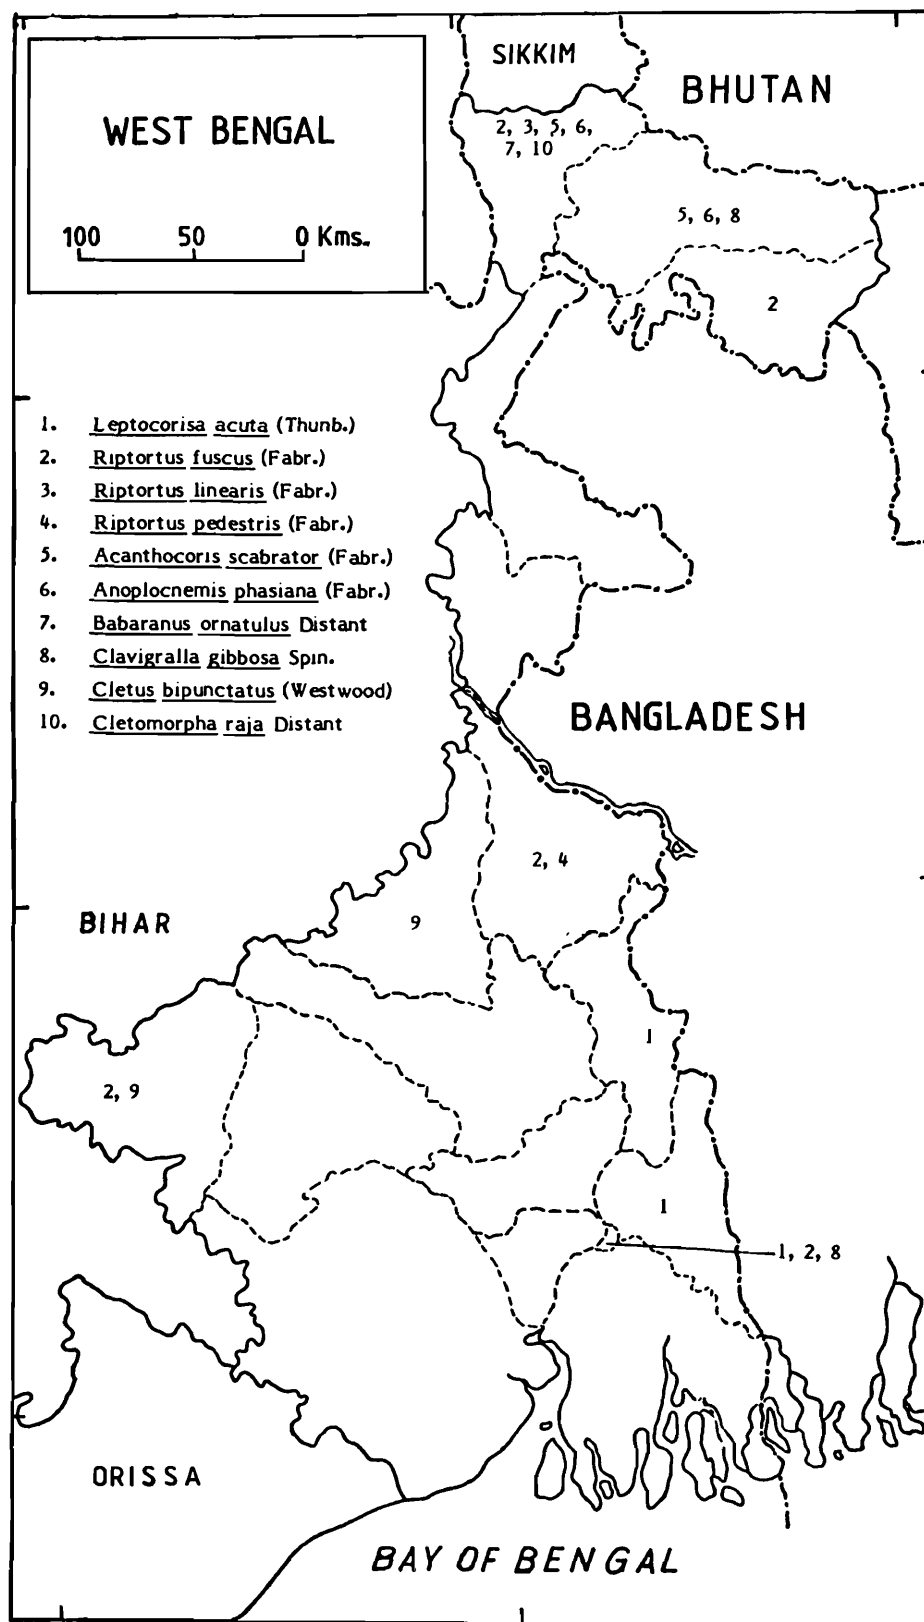 SIKKIM
BHUTAN
WEST BENGAL
100 50 0 Kms.
2, 3, 5, 6,
7, 10
5, 6, 8
2
1. Leptocorisa acuta (Thunb.)
2. Riptortus fuscus (Fabr.)
3. Riptortus linearis (Fabr.)
4. Riptortus pedestris (Fabr.)
5. Acanthocoris scabrator (Fabr.)
6. Anoplocnemis phasiana (Fabr.)
7. Babaranus ornatulus Distant
8. Clavigralla gibbosa Spin.
9. Cletus bipunctatus (Westwood)
10. Cletomorpha raja Distant
BANGLADESH
2, 4
BIHAR
9
1
2, 9
1
1, 2, 8
ORISSA
BAY OF BENGAL